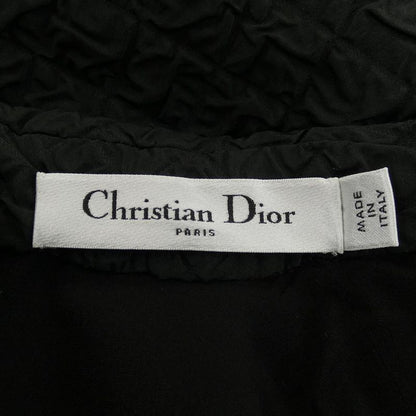 Christian Dior
PARIS
MADE
IN
ITALY